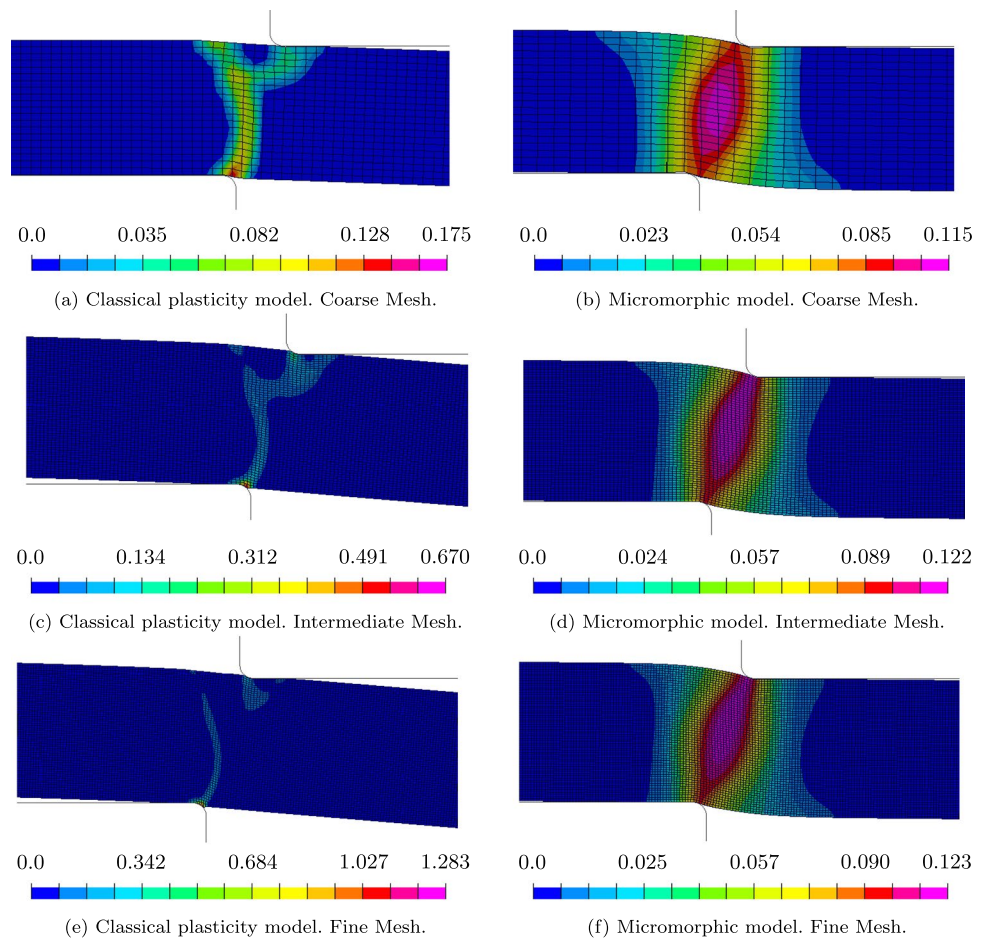 0.0 0.035 0.082 0.128 0.175
(a) Classical plasticity model. Coarse Mesh.
0.0 0.023 0.054 0.085 0.115
(b) Micromorphic model. Coarse Mesh.
0.0 0.134 0.312 0.491 0.670
(c) Classical plasticity model. Intermediate Mesh.
0.0 0.024 0.057 0.089 0.122
(d) Micromorphic model. Intermediate Mesh.
0.0 0.342 0.684 1.027 1.283
(e) Classical plasticity model. Fine Mesh.
0.0 0.025 0.057 0.090 0.123
(f) Micromorphic model. Fine Mesh.